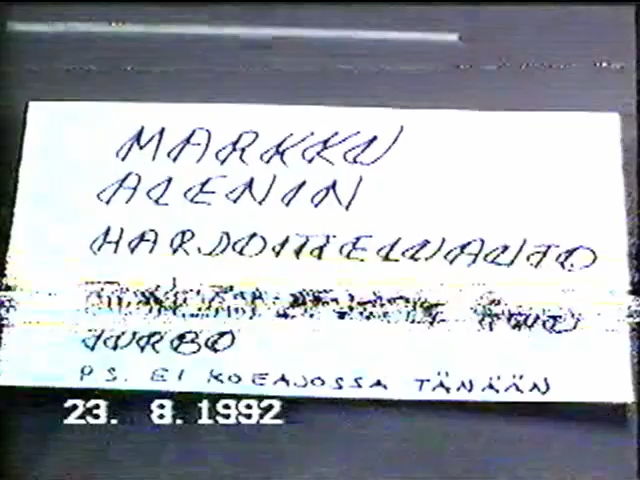 MARKKU
ALENIN
HARJOITTELUAUTO
TURBO
PS. EI KOEAJOSSA TÄNÄÄN
23. 8.1992